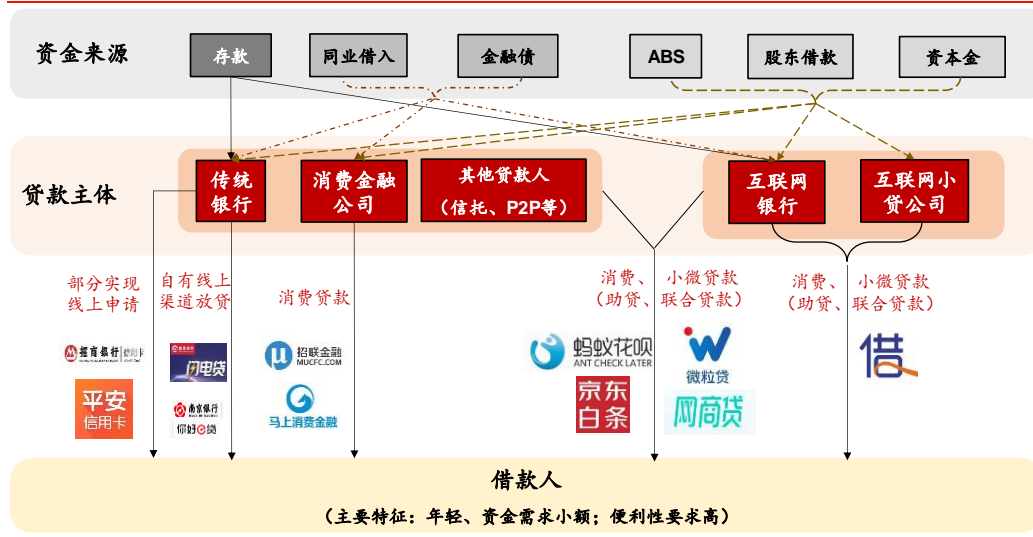 资金来源
存款
同业借入
金融债
ABS
股东借款
资本金
贷款主体
传统
银行
消费金融
公司
其他贷款人
（信托、P2P等）
互联网
银行
互联网小
贷公司
部分实现
线上申请
自有线上
渠道放贷
消费贷款
消费、 小微贷款
（助贷、 联合贷款）
消费、 小微贷款
（助贷、 联合贷款）
招商银行 信用卡
平安
信用卡
闪电贷
南京银行
你好e贷
招联金融
MUCFC.COM
马上消费金融
蚂蚁花呗
ANT CHECK LATER
京东
白条
微粒贷
网商贷
借
借款人
（主要特征：年轻、资金需求小额；便利性要求高）